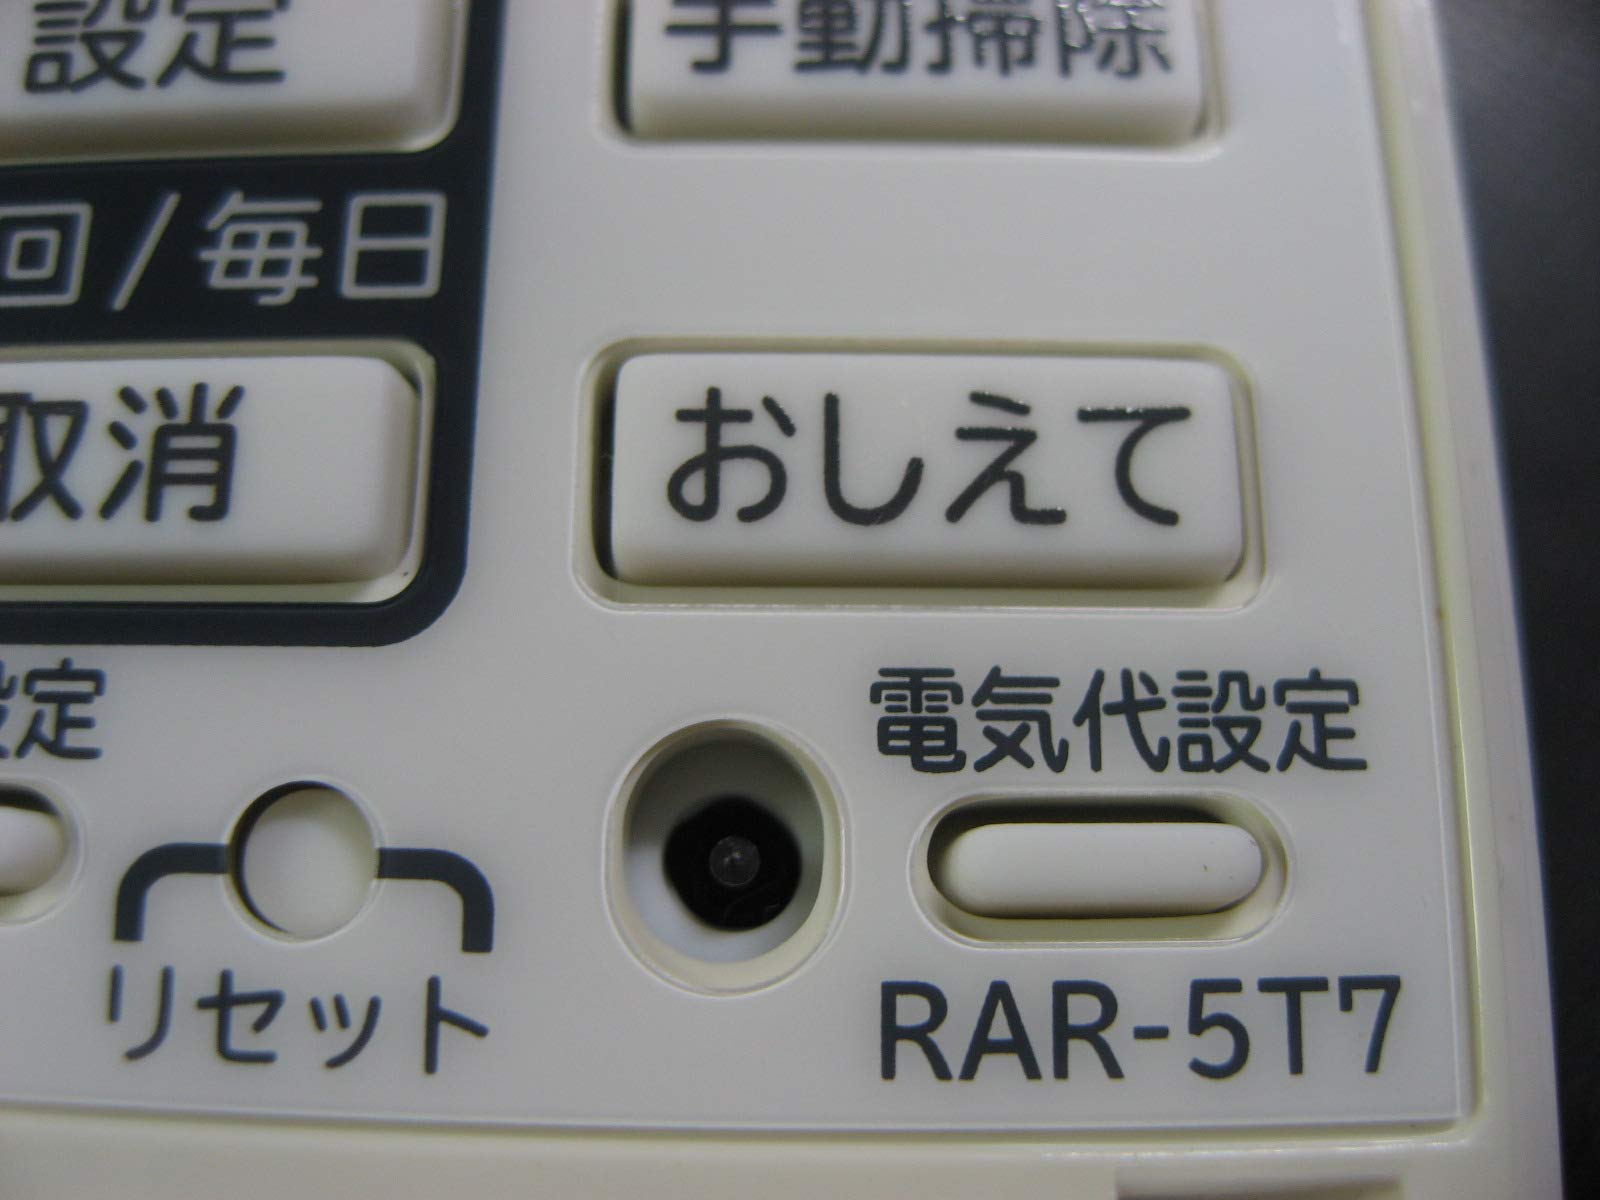 設定
手動掃除
回/毎日
取消
おしえて
設定
電気代設定
リセット
RAR-5T7